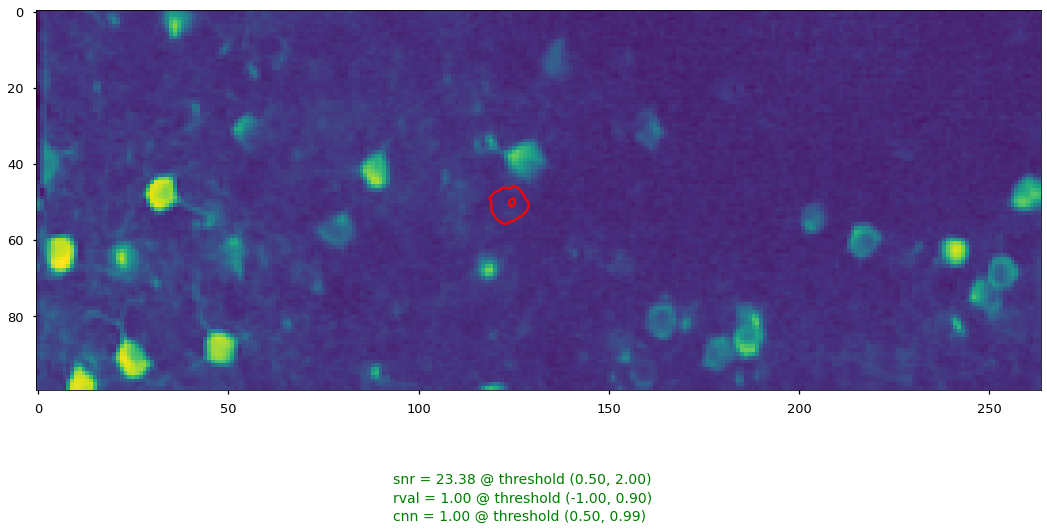 0
20
40
60
80
0 50 100 150 200 250
snr = 23.38 @ threshold (0.50, 2.00)
rval = 1.00 @ threshold (-1.00, 0.90)
cnn = 1.00 @ threshold (0.50, 0.99)